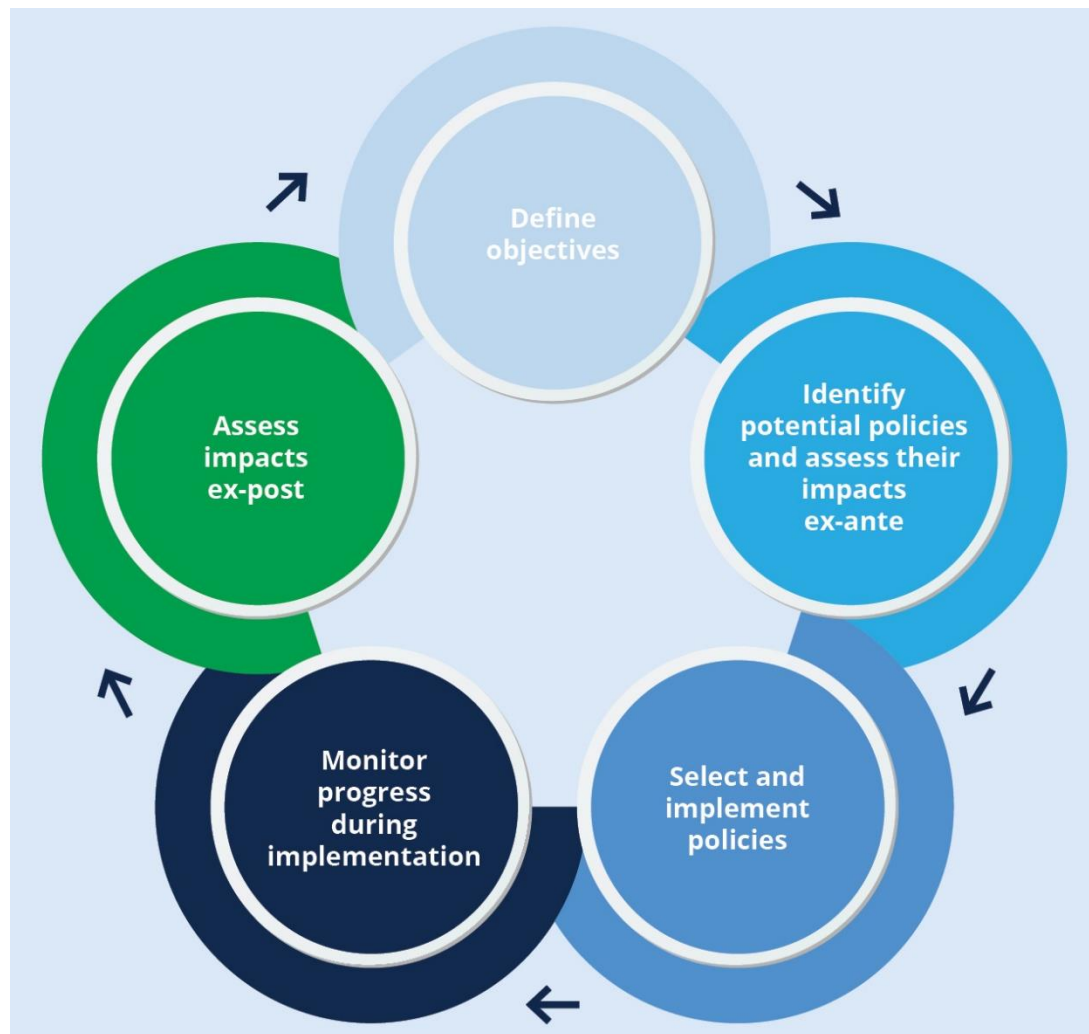 Define
objectives
Identify
potential policies
and assess their
impacts
ex-ante
Select and
implement
policies
Monitor
progress
during
implementation
Assess
impacts
ex-post